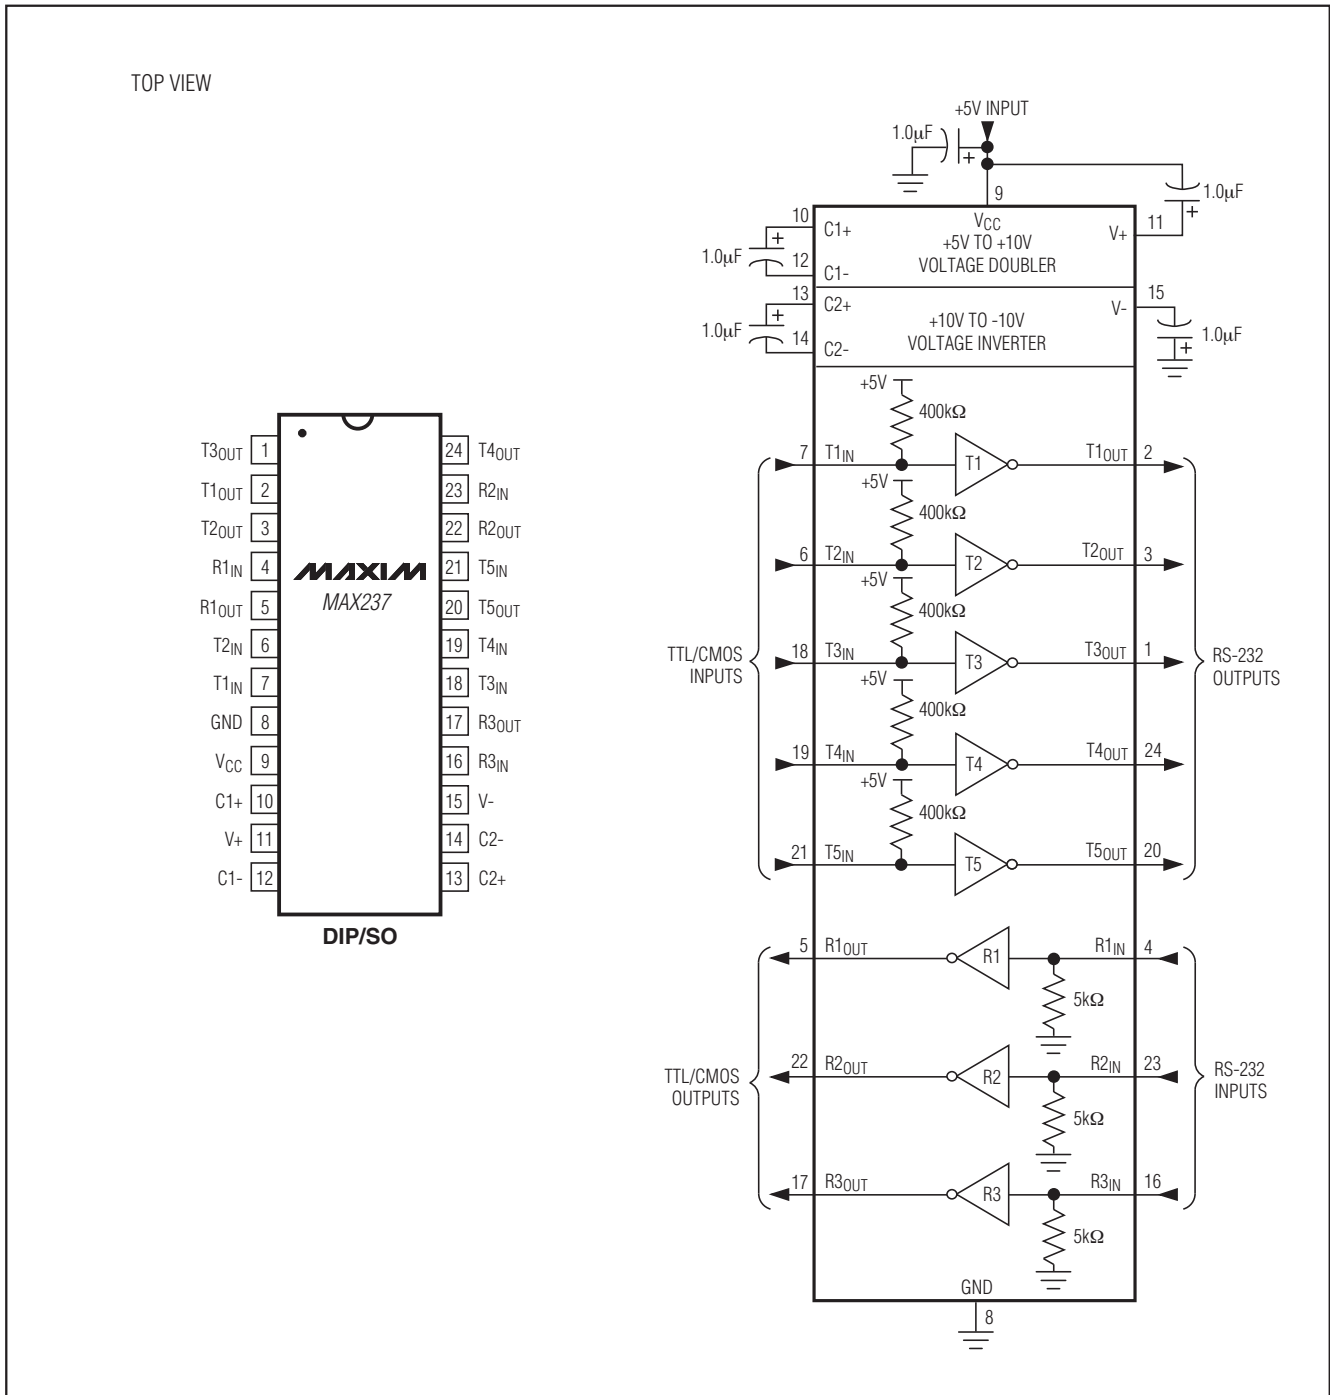 TOP VIEW
T3OUT 1
T1OUT 2
T2OUT 3
R1IN 4
R1OUT 5
T2IN 6
T1IN 7
GND 8
VCC 9
C1+ 10
V+ 11
C1- 12
24 T4OUT
23 R2IN
22 R2OUT
21 T5IN
20 T5OUT
19 T4IN
18 T3IN
17 R3OUT
16 R3IN
15 V-
14 C2-
13 C2+
MAXIM
MAX237
DIP/SO
+5V INPUT
1.0µF
+
9
1.0µF
+
11
V+
VCC
+5V TO +10V
VOLTAGE DOUBLER
10
C1+
1.0µF
+
12
C1-
13
C2+
1.0µF
+
14
C2-
+10V TO -10V
VOLTAGE INVERTER
15
V-
1.0µF
+
+5V
400kΩ
7 T1IN T1 T1OUT 2
+5V
400kΩ
6 T2IN T2 T2OUT 3
+5V
400kΩ
18 T3IN T3 T3OUT 1
+5V
400kΩ
19 T4IN T4 T4OUT 24
+5V
400kΩ
21 T5IN T5 T5OUT 20
TTL/CMOS
INPUTS
RS-232
OUTPUTS
5 R1OUT R1 R1IN 4
5kΩ
22 R2OUT R2 R2IN 23
5kΩ
17 R3OUT R3 R3IN 16
5kΩ
TTL/CMOS
OUTPUTS
RS-232
INPUTS
GND
8